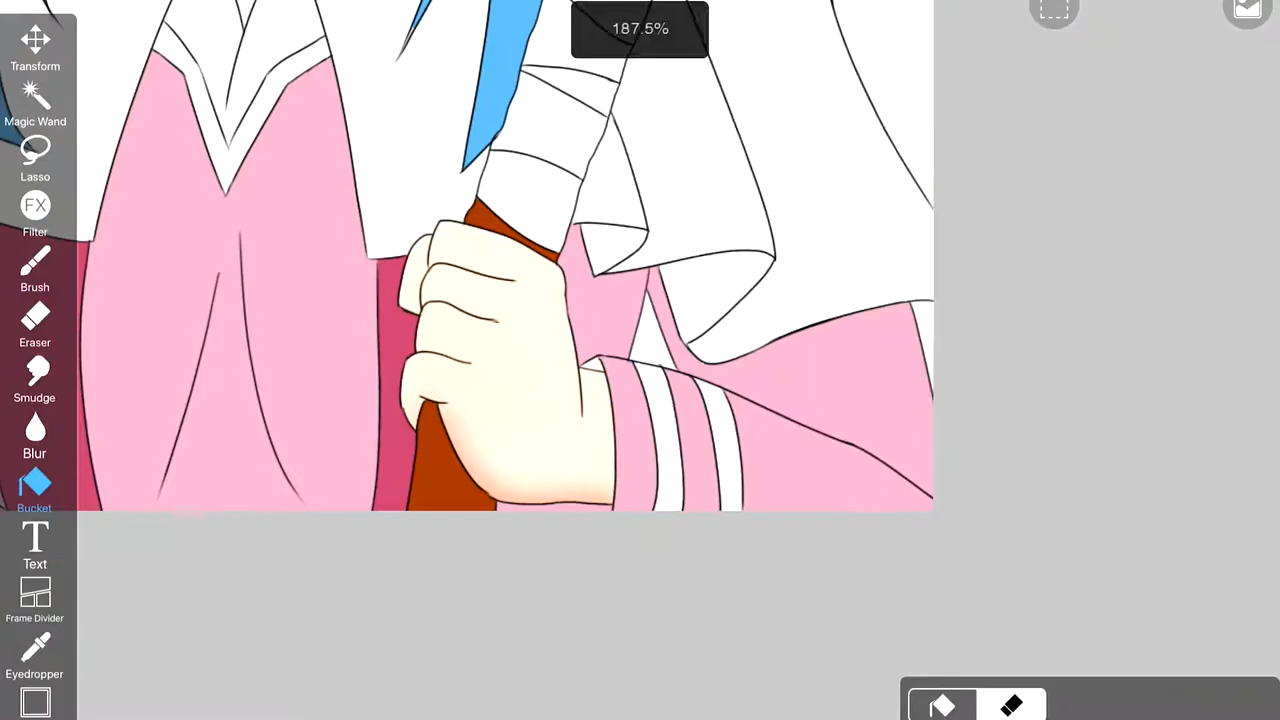 187.5%
Transform
Magic Wand
Lasso
FX
Filter
Brush
Eraser
Smudge
Blur
Bucket
T
Text
Frame Divider
Eyedropper